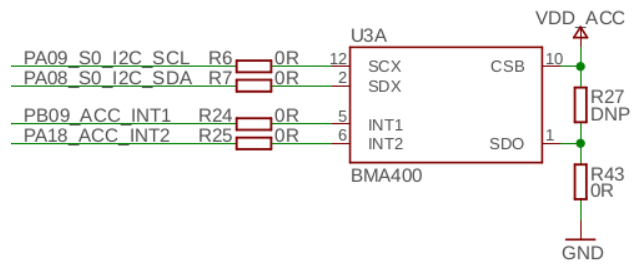 VDD_ACC
U3A
PA09_S0_I2C_SCL R6 0R 12 SCX CSB 10
PA08_S0_I2C_SDA R7 0R 2 SDX
R27
DNP
PB09_ACC_INT1 R24 0R 5 INT1
PA18_ACC_INT2 R25 0R 6 INT2 SDO 1
BMA400
R43
0R
GND